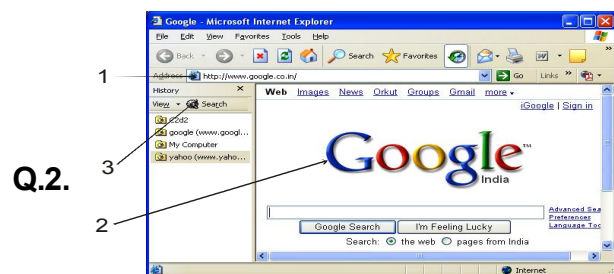 Google - Microsoft Internet Explorer
File Edit View Favorites Tools Help
Back Search Favorites
1 Address http://www.google.co.in/ Go Links
History Web Images News Orkut Groups Gmail more
View Search iGoogle | Sign in
c2d2
google (www.googl...
My Computer
3 yahoo (www.yaho...
Q.2.
Google™
India
2
Advanced Sea
Preferences
Language Too
Google Search I'm Feeling Lucky
Search: the web pages from India
Internet